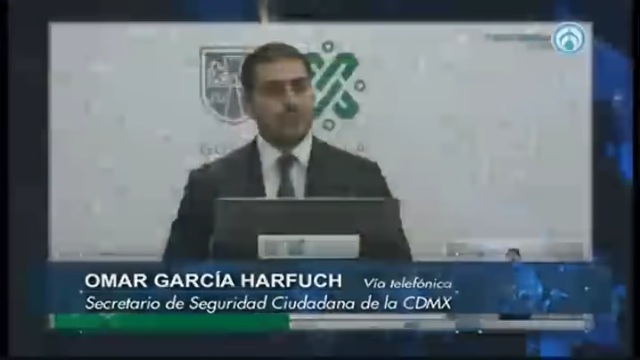 OMAR GARCÍA HARFUCH Vía telefónica
Secretario de Seguridad Ciudadana de la CDMX